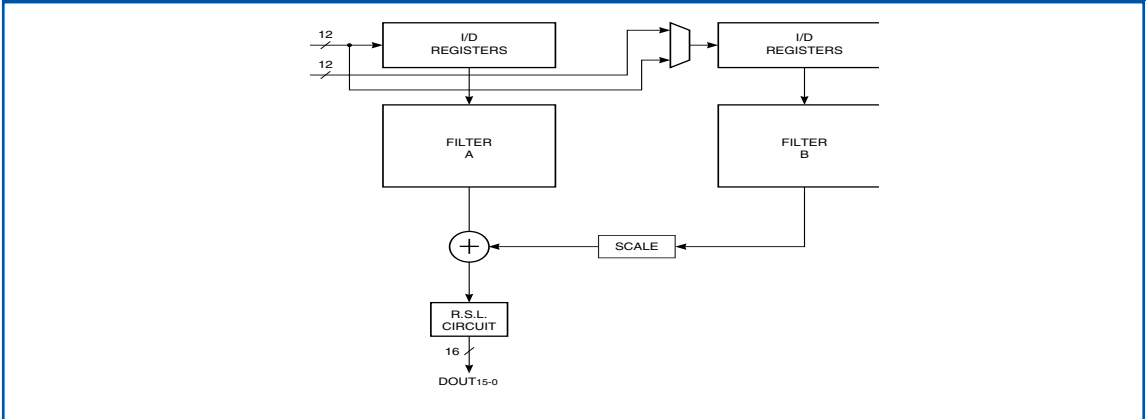 12
I/D
REGISTERS
I/D
REGISTERS
12
FILTER
A
FILTER
B
+
SCALE
R.S.L.
CIRCUIT
16
DOUT15-0